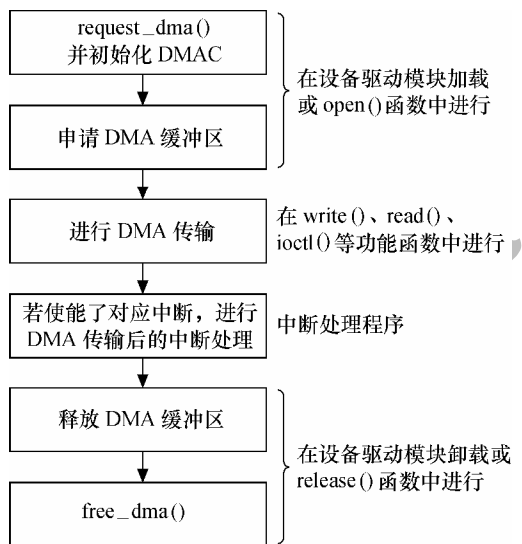 request_dma()
并初始化 DMAC
在设备驱动模块加载
或 open()函数中进行
申请 DMA 缓冲区
进行 DMA 传输
在 write()、read()、
ioctl()等功能函数中进行
若使能了对应中断，进行
DMA 传输后的中断处理
中断处理程序
释放 DMA 缓冲区
在设备驱动模块卸载或
release()函数中进行
free_dma()